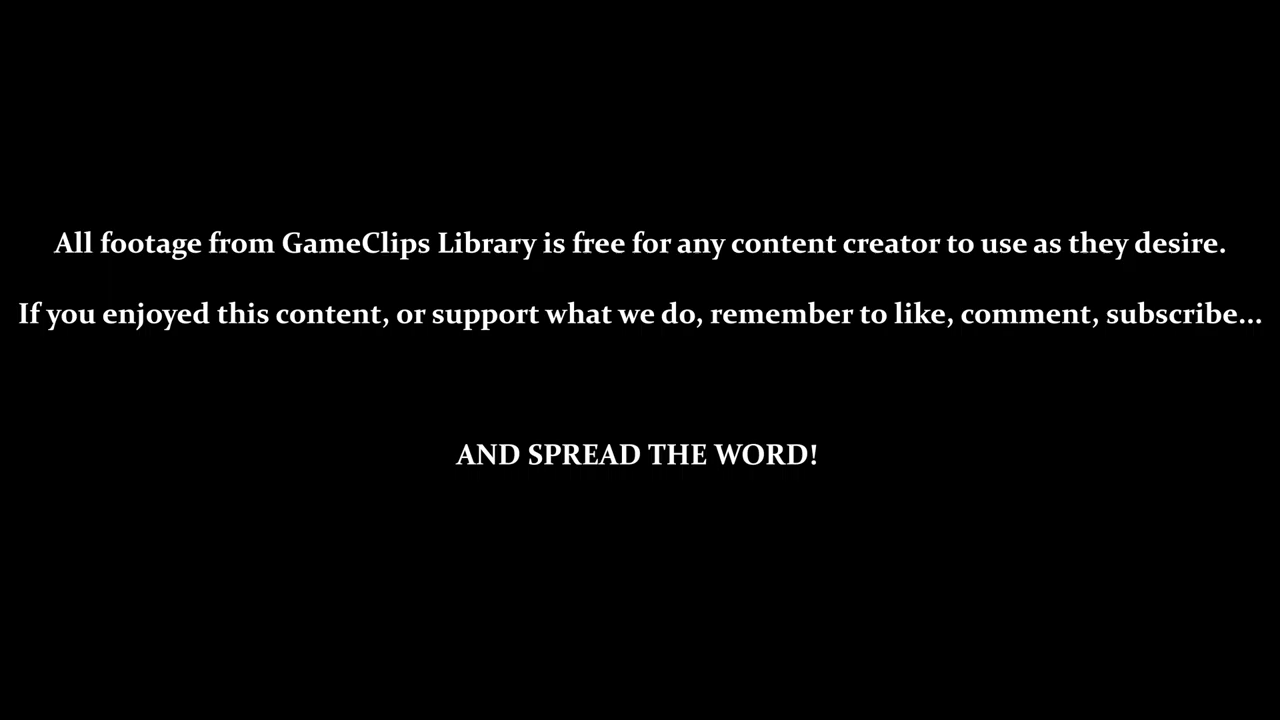 All footage from GameClips Library is free for any content creator to use as they desire.
If you enjoyed this content, or support what we do, remember to like, comment, subscribe...
AND SPREAD THE WORD!